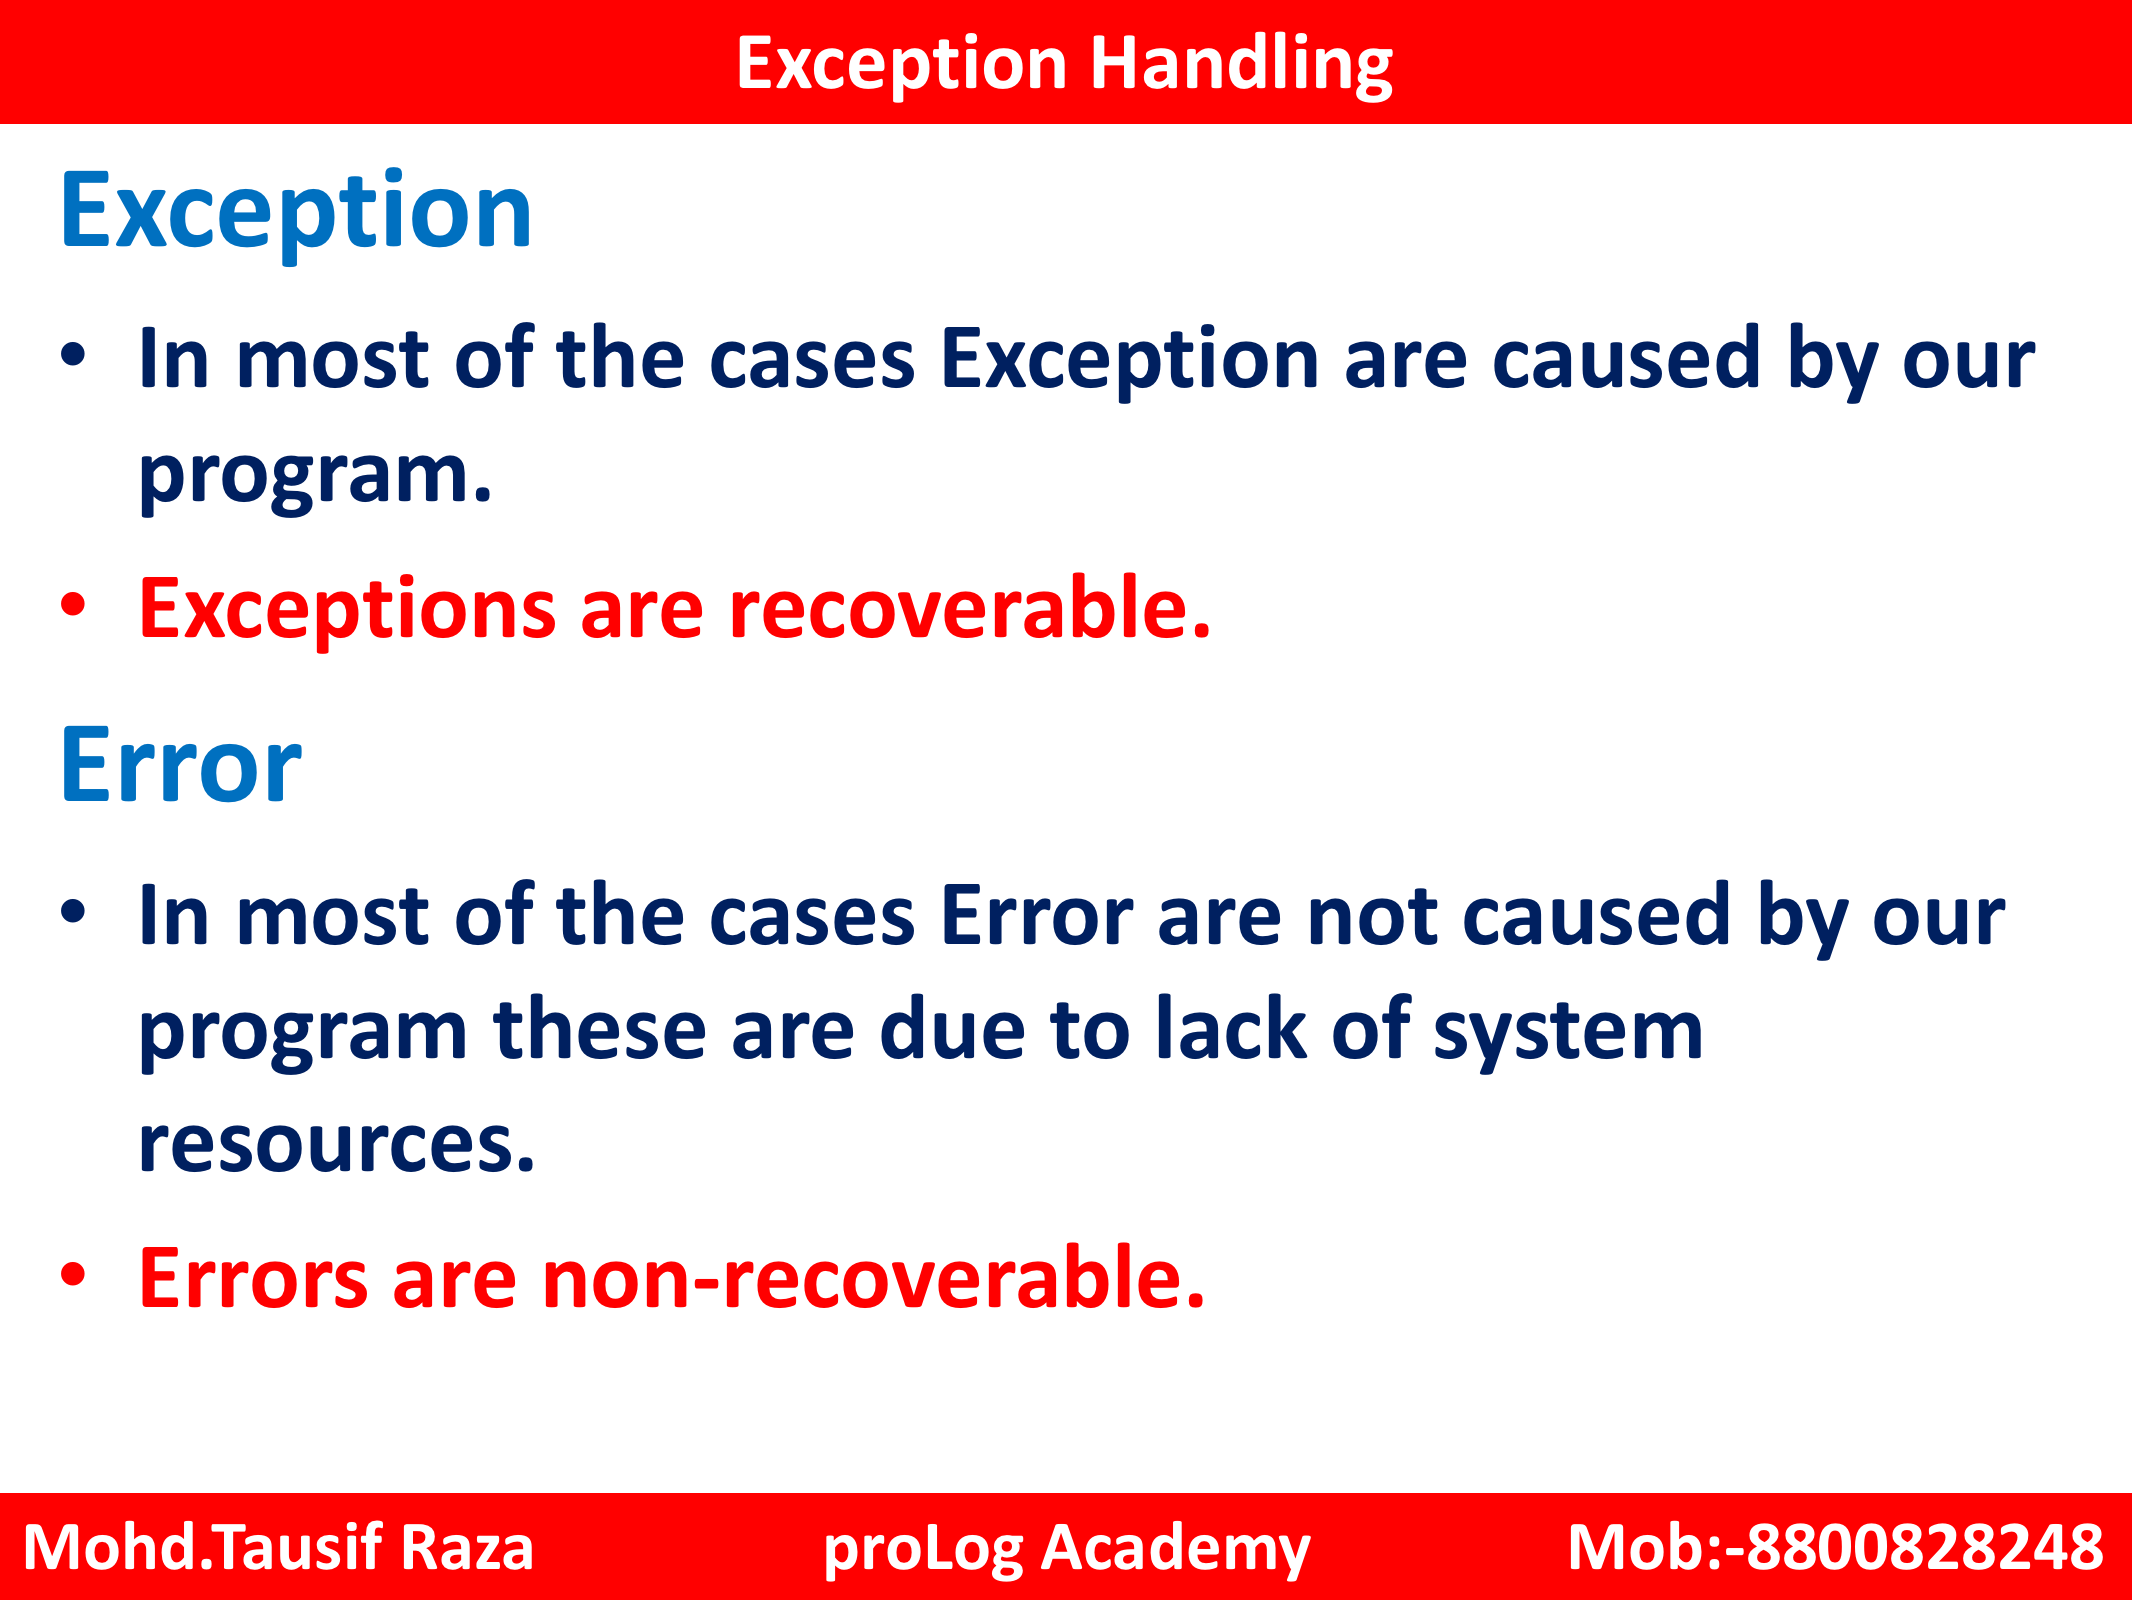 Exception Handling
Exception
• In most of the cases Exception are caused by our
program.
• Exceptions are recoverable.
Error
• In most of the cases Error are not caused by our
program these are due to lack of system
resources.
• Errors are non-recoverable.
Mohd.Tausif Raza proLog Academy Mob:-8800828248